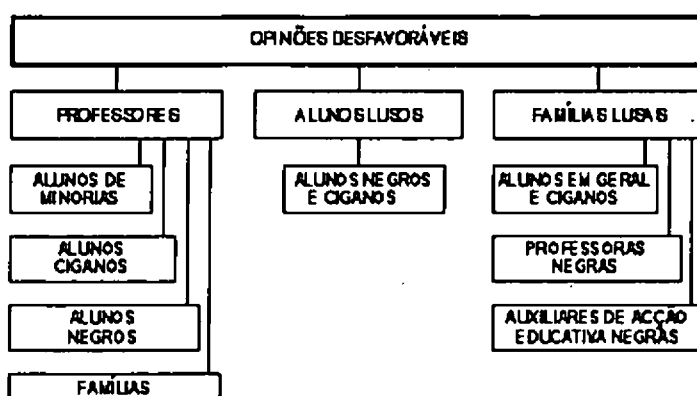 OPINÕES DESFAVORÁVEIS
PROFESSORES
ALUNOS LUSOS
FAMÍLIAS LUSAS
ALUNOS DE
MINORIAS
ALUNOS
CIGANOS
ALUNOS
NEGROS
FAMÍLIAS
ALUNOS NEGROS
E CIGANOS
ALUNOS EM GERAL
E CIGANOS
PROFESSORAS
NEGRAS
AUXILIARES DE ACÇÃO
EDUCATIVA NEGRAS